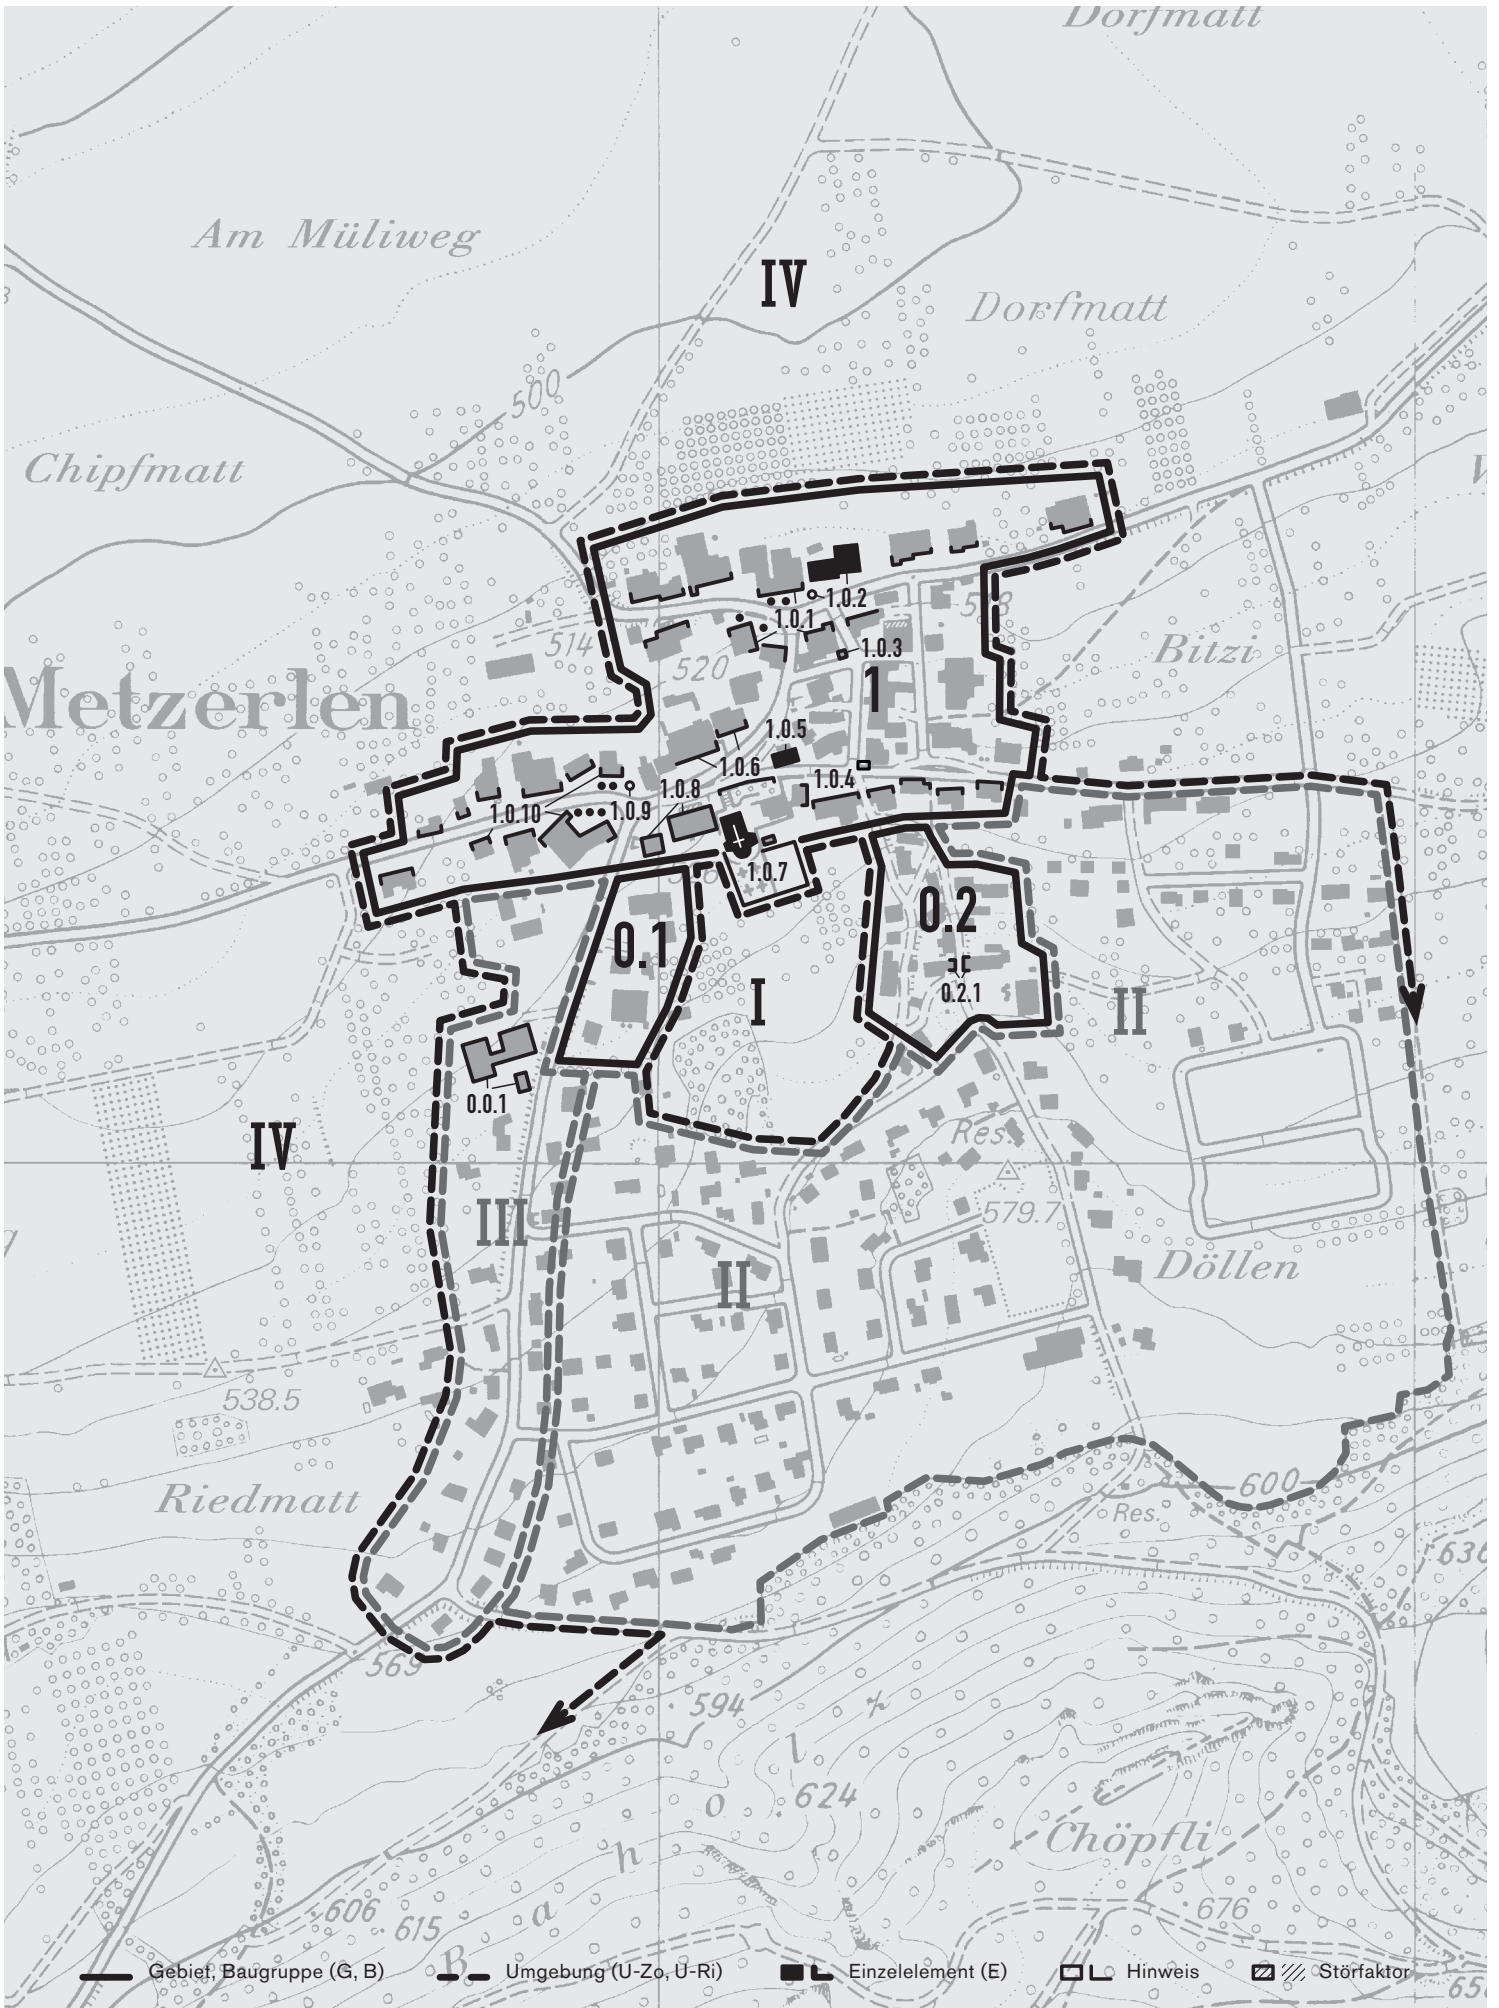 Dorfmatt
Am Müliweg
IV
Dorfmatt
500
Chipfmatt
1.0.2
1.0.1
514
1.0.3
520
Bitzi
Metzerlen
1
1.0.5
1.0.6
1.0.4
1.0.8
1.0.10
1.0.9
1.0.7
0.1
0.2
0.2.1
I
II
0.0.1
IV
Res.
III
579.7
Döllen
II
538.5
Riedmatt
600
Res.
636
569
594
624
Chöpfli
606
615
676
B a h o l z
Gebiet, Baugruppe (G, B)
Umgebung (U-Zo, U-Ri)
Einzelelement (E)
Hinweis
Störfaktor